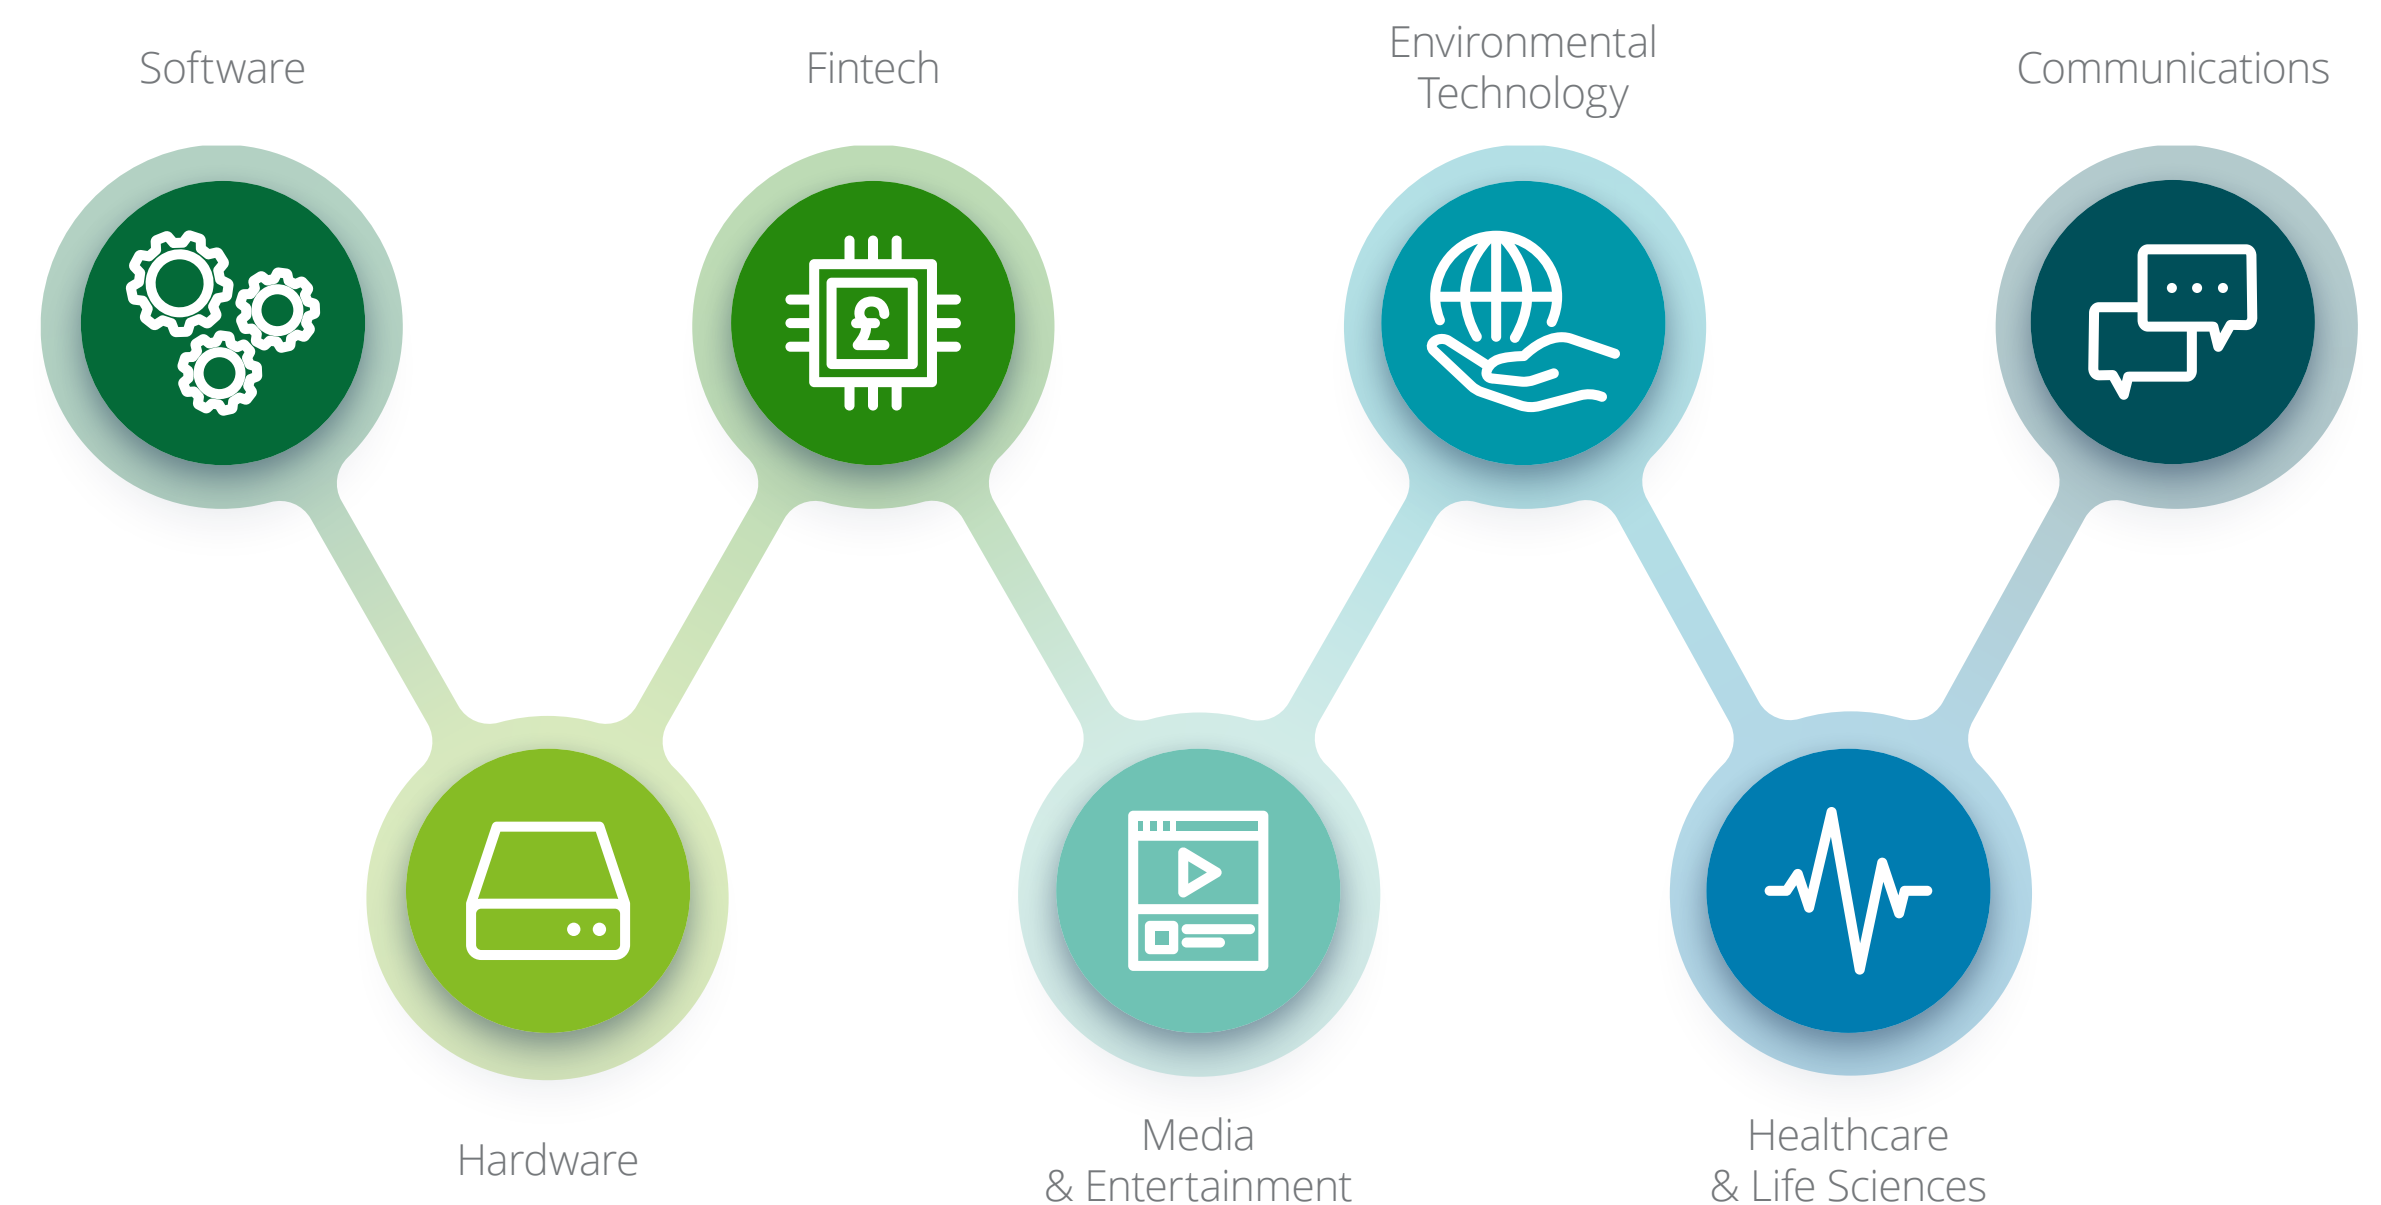 Software
Fintech
Environmental
Technology
Communications
£
Hardware
Media
& Entertainment
Healthcare
& Life Sciences